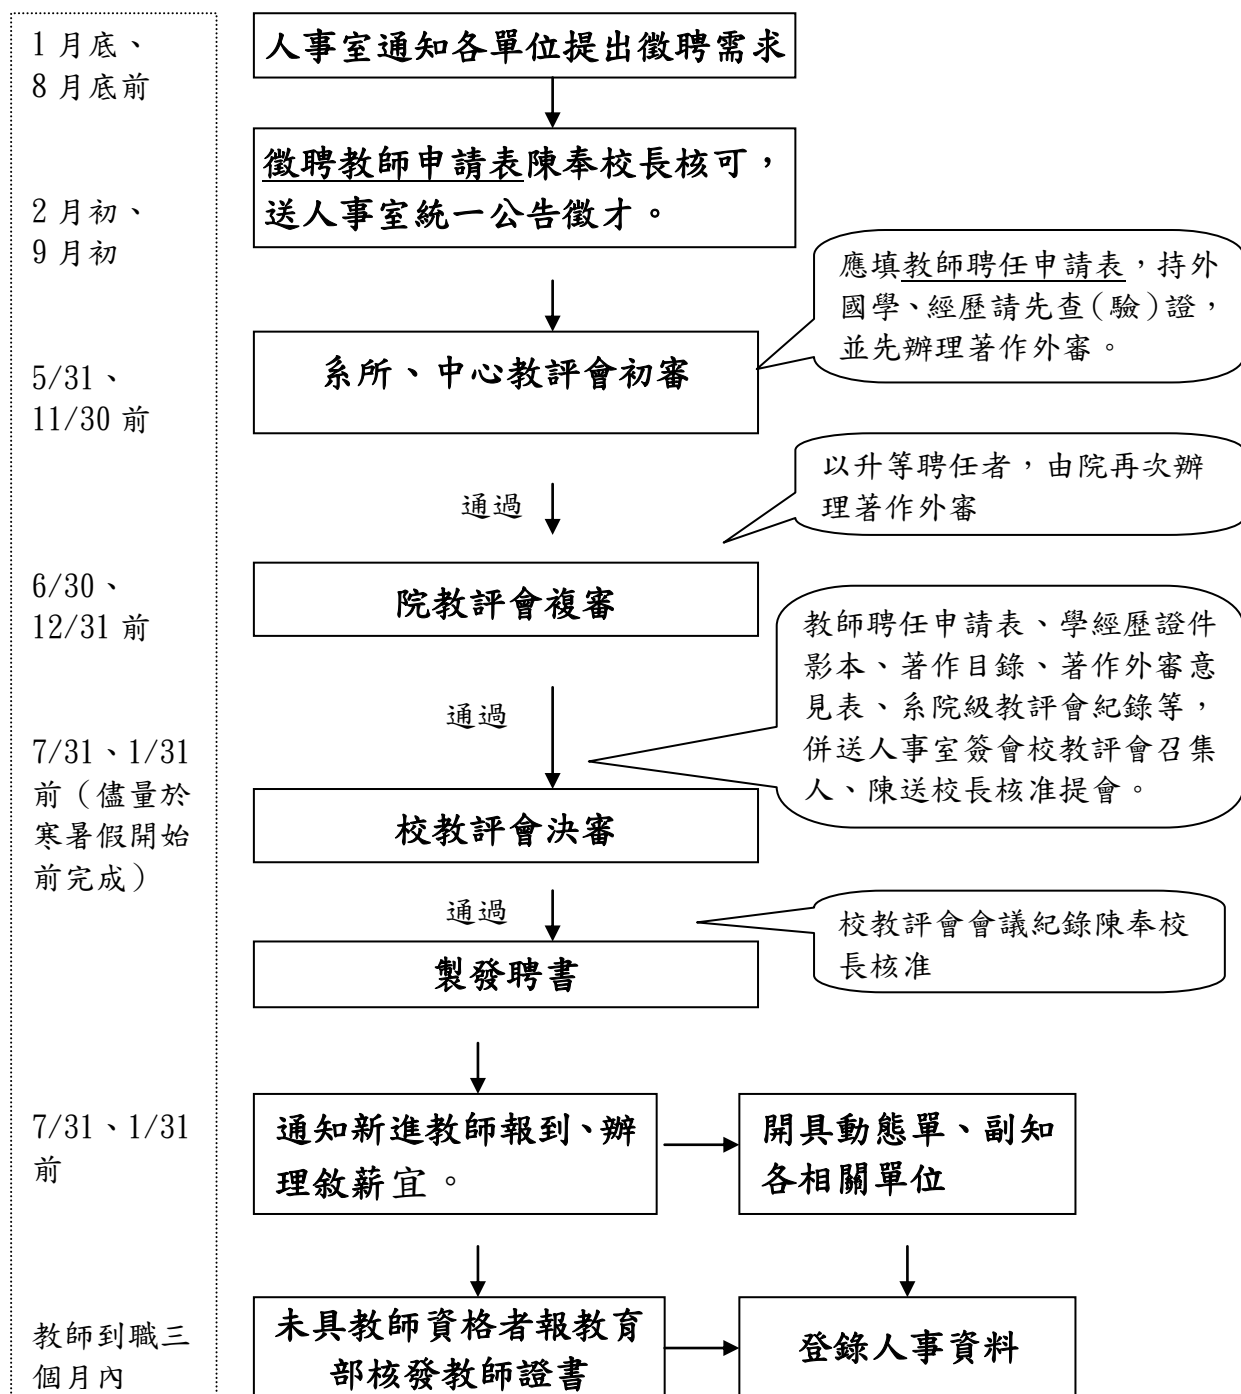 1 月底、
8 月底前
人事室通知各單位提出徵聘需求
2 月初、
9 月初
徵聘教師申請表陳奉校長核可，
送人事室統一公告徵才。
應填教師聘任申請表，持外
國學、經歷請先查(驗)證，
並先辦理著作外審。
5/31、
11/30 前
系所、中心教評會初審
以升等聘任者，由院再次辦
理著作外審
通過
6/30、
12/31 前
院教評會複審
教師聘任申請表、學經歷證件
影本、著作目錄、著作外審意
見表、系院級教評會紀錄等，
併送人事室簽會校教評會召集
人、陳送校長核准提會。
通過
7/31、1/31
前（儘量於
寒暑假開始
前完成）
校教評會決審
通過
校教評會會議紀錄陳奉校
長核准
製發聘書
7/31、1/31
前
通知新進教師報到、辦
理敘薪宜。
開具動態單、副知
各相關單位
教師到職三
個月內
未具教師資格者報教育
部核發教師證書
登錄人事資料